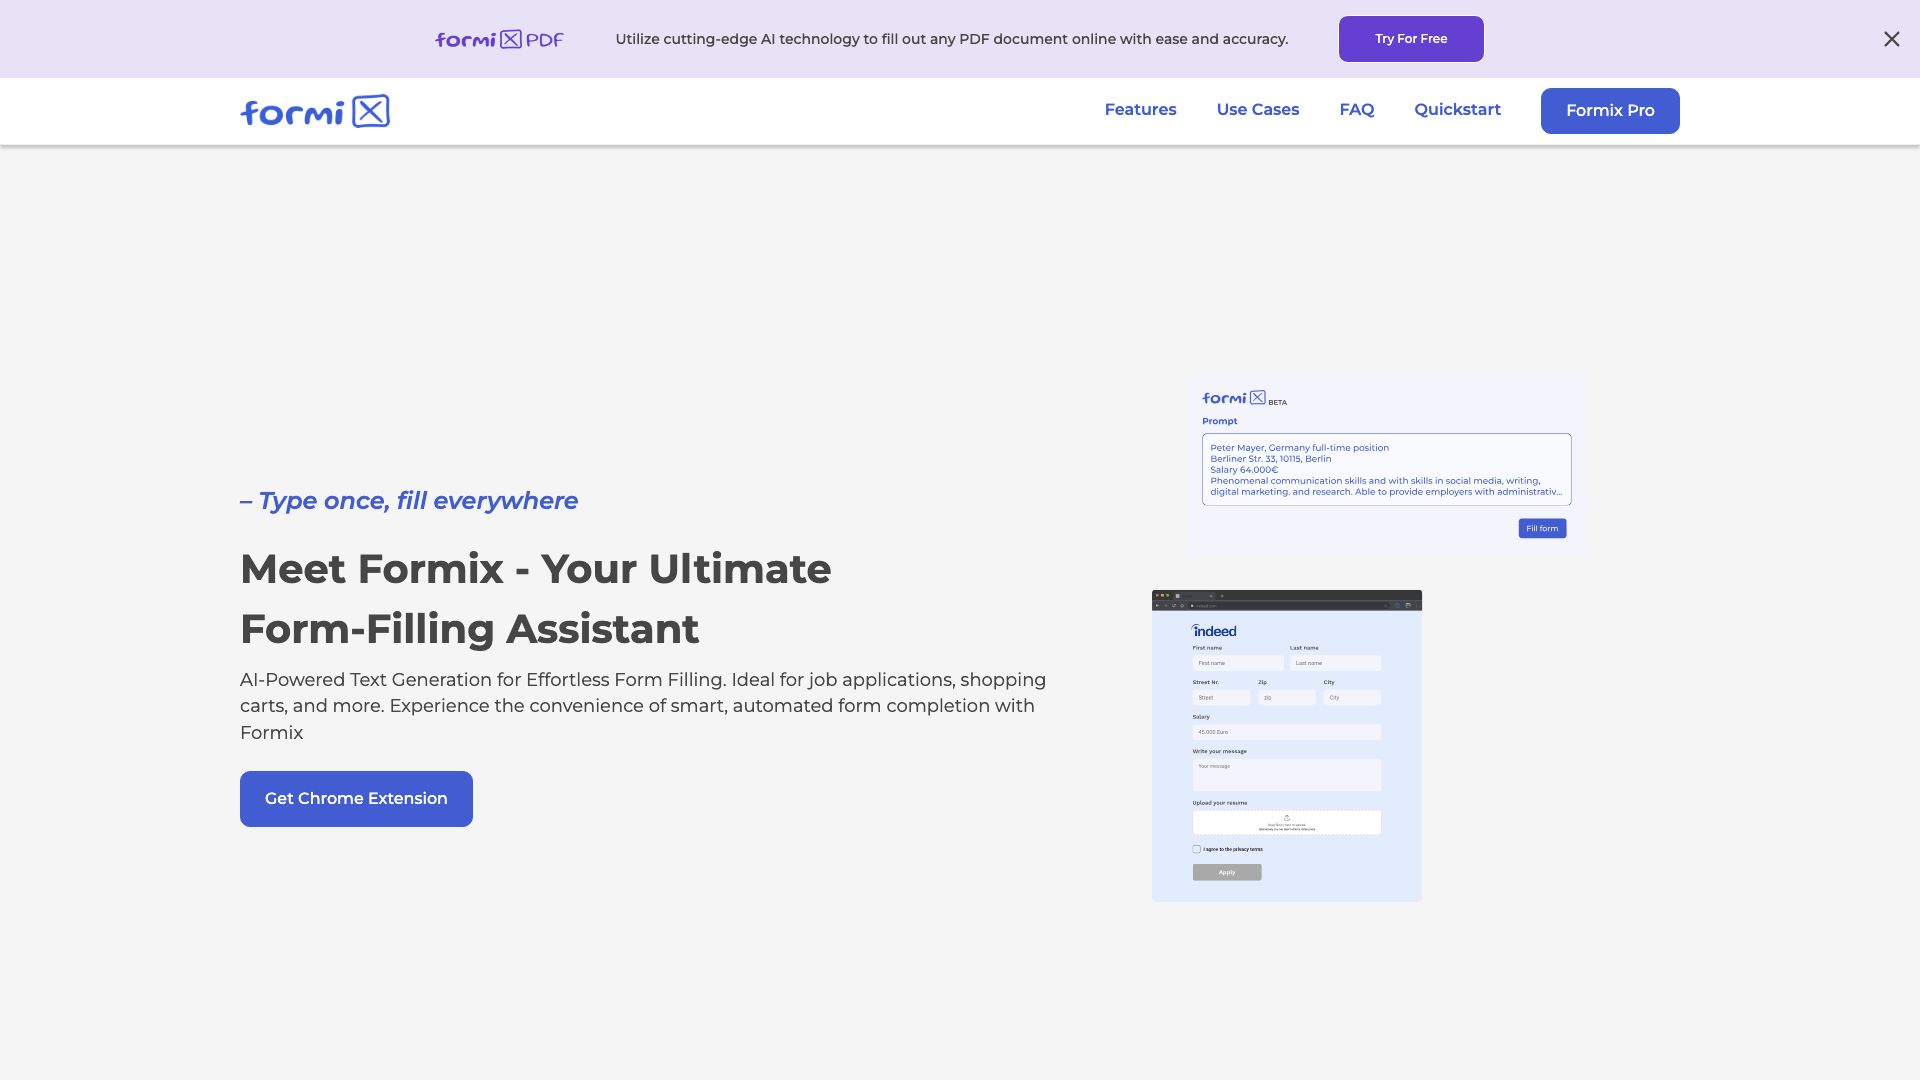 formix PDF
Utilize cutting-edge AI technology to fill out any PDF document online with ease and accuracy.
Try For Free
formix
Features
Use Cases
FAQ
Quickstart
Formix Pro
– Type once, fill everywhere
Meet Formix - Your Ultimate
Form-Filling Assistant
AI-Powered Text Generation for Effortless Form Filling. Ideal for job applications, shopping
carts, and more. Experience the convenience of smart, automated form completion with
Formix
Get Chrome Extension
formix BETA
Prompt
Peter Mayer, Germany full-time position
Berliner Str. 33, 10115, Berlin
Salary 64.000€
Phenomenal communication skills and with skills in social media, writing,
digital marketing. and research. Able to provide employers with administrativ...
Fill form
indeed
First name
Last name
First name
Last name
Street Nr.
Zip
City
Street
zip
City
Salary
45.000 Euro
Write your message
Your message
Upload your resume
I agree to the privacy terms
Apply